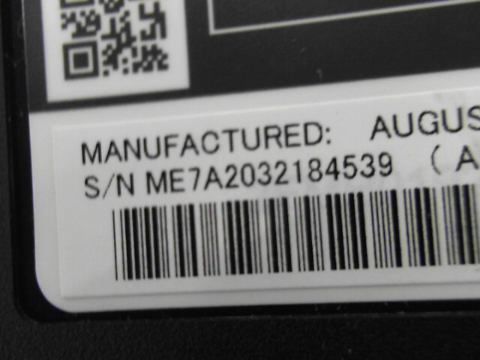 MANUFACTURED: AUGUS
S/N ME7A2032184539 ( A